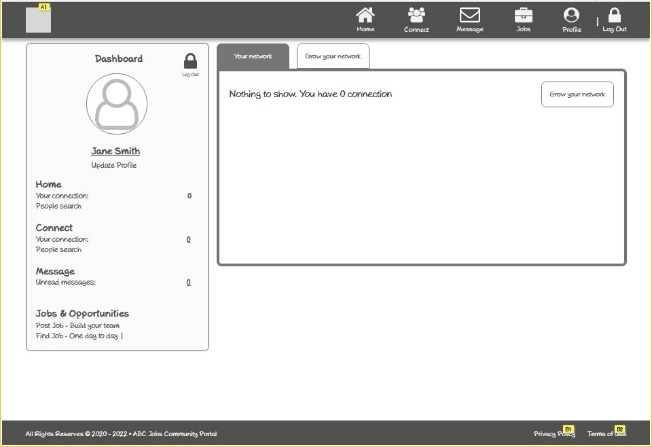 A1
Home
Connect
Message
Jobs
Profile
| Log Out
Dashboard
Log Out
Jane Smith
Update Profile
Home
Your connection: 0
People search
Connect
Your connection: 0
People search
Message
Unread messages: 0
Jobs & Opportunities
Post Job - Build your team
Find Job - One day to day 1
Your network
Grow your network
Nothing to show. You have 0 connection
Grow your network
All Rights Reserves © 2020 - 2022 • ABC Jobs Community Portal
Privacy Policy B1
Terms of Use B2